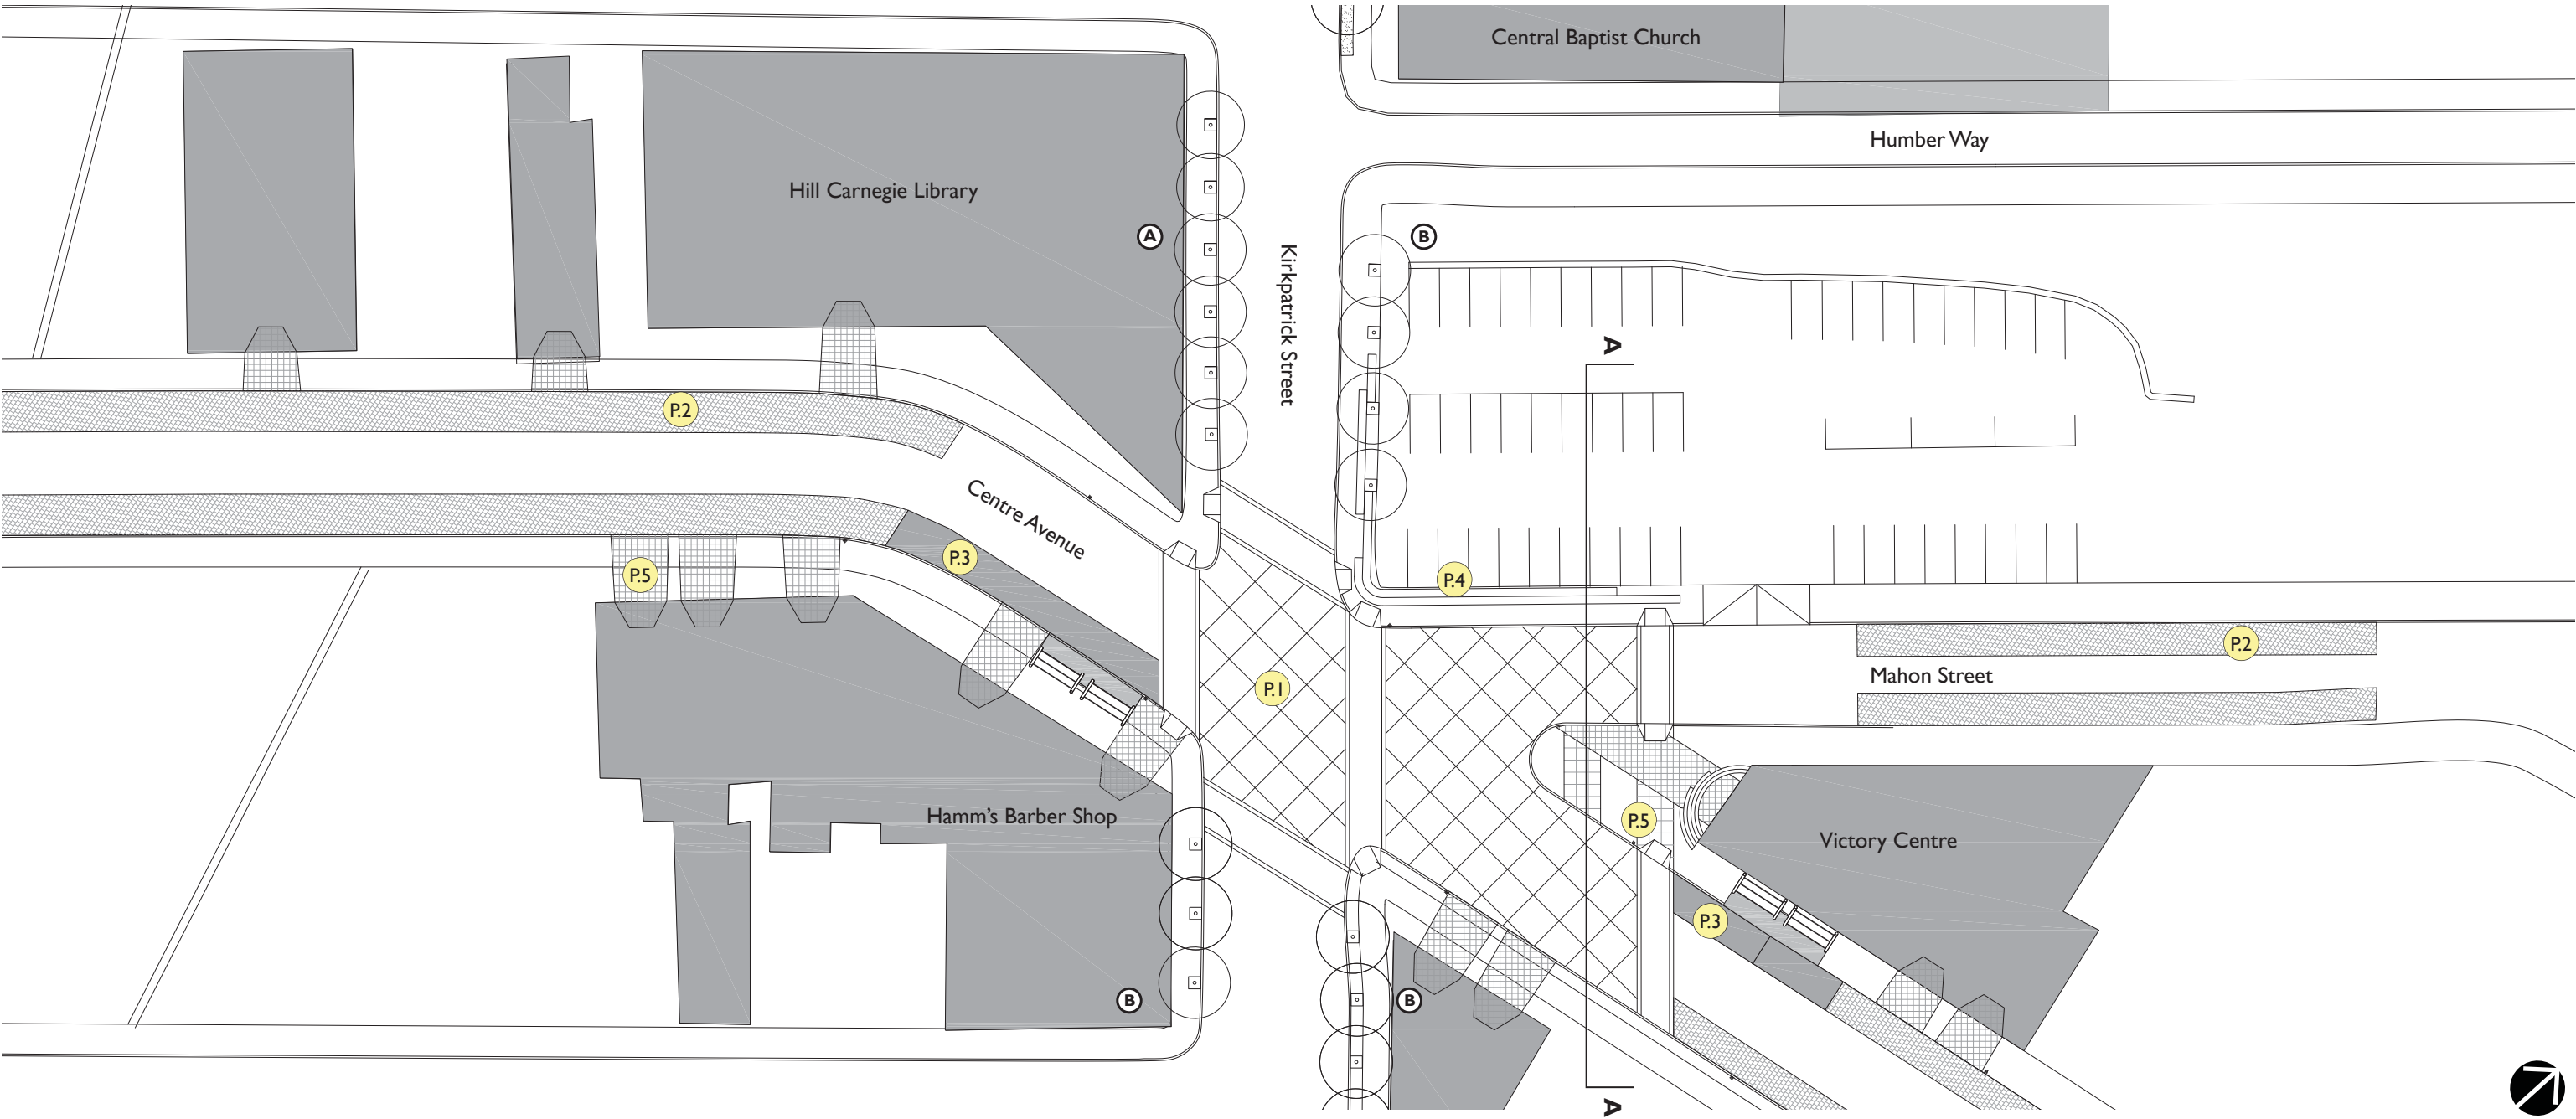 Central Baptist Church
Humber Way
Hill Carnegie Library
A
B
Kirkpatrick Street
A
P.2
Centre Avenue
P.3
P.5
P.4
P.1
P.2
Mahon Street
Hamm's Barber Shop
P.5
Victory Centre
P.3
B
B
A